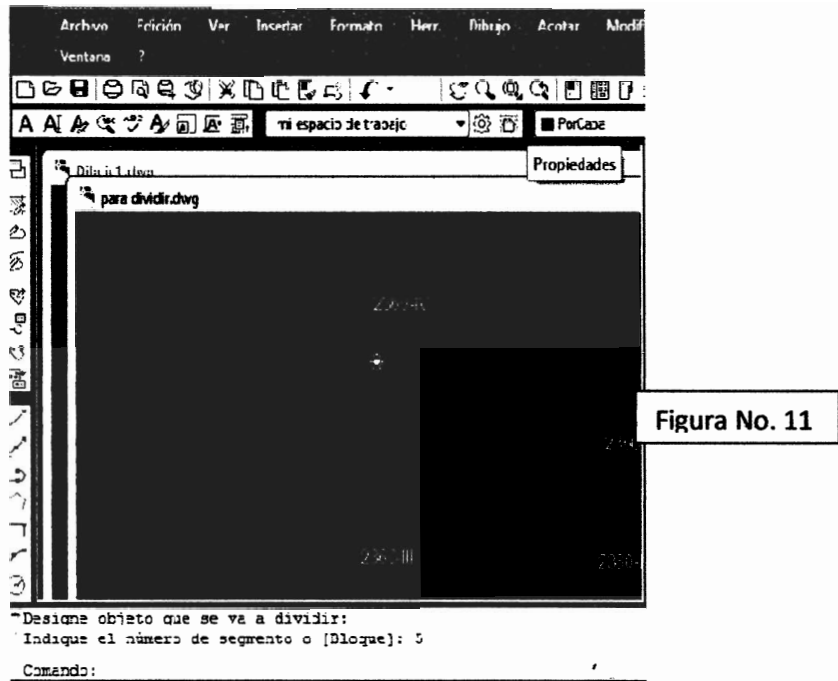 Archivo Edición Ver Insertar Formato Herr. Dibujo Acotar Modif
Ventana ?
mi espacio de trabajo PorCapa
Propiedades
para dividir.dwg
Figura No. 11
Designe objeto que se va a dividir:
Indique el número de segmento o [Bloque]: 5
Comando: